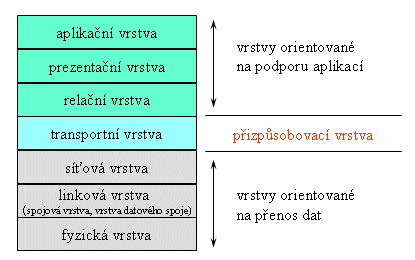 aplikační vrstva
prezentační vrstva
relační vrstva
transportní vrstva
síťová vrstva
linková vrstva
(spojová vrstva, vrstva datového spoje)
fyzická vrstva
vrstvy orientované
na podporu aplikací
přizpůsobovací vrstva
vrstvy orientované
na přenos dat